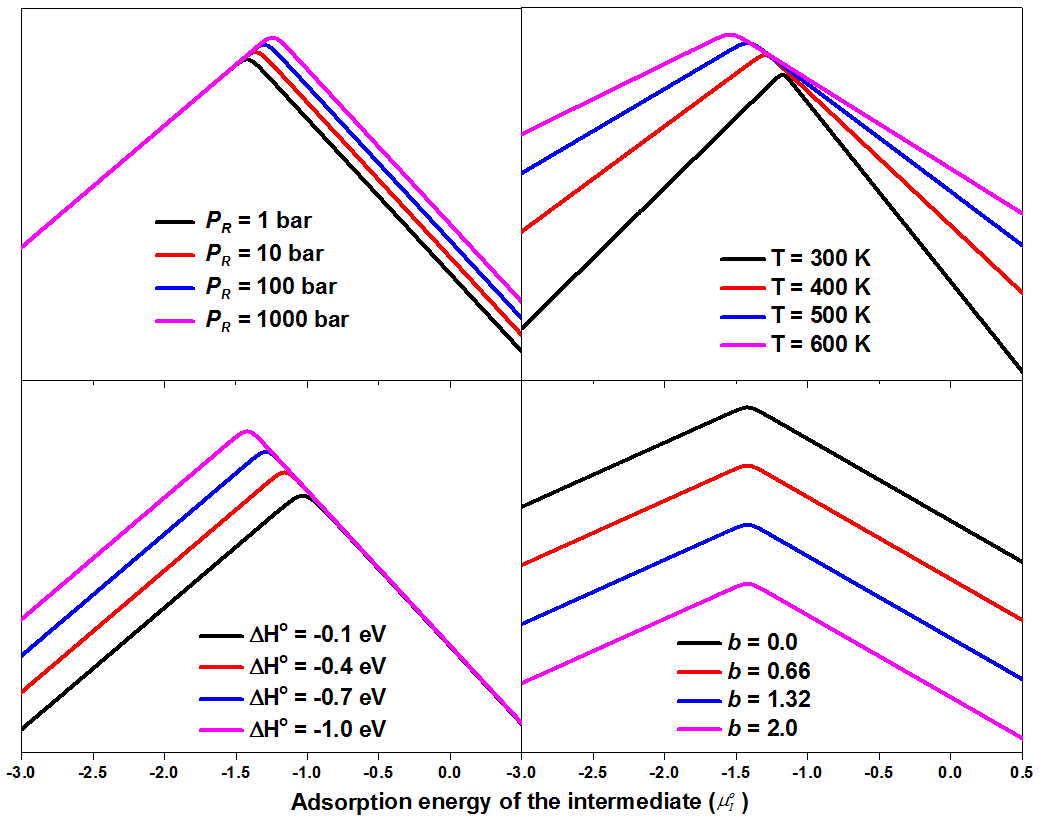 P_R = 1 bar
P_R = 10 bar
P_R = 100 bar
P_R = 1000 bar
T = 300 K
T = 400 K
T = 500 K
T = 600 K
ΔH° = -0.1 eV
ΔH° = -0.4 eV
ΔH° = -0.7 eV
ΔH° = -1.0 eV
b = 0.0
b = 0.66
b = 1.32
b = 2.0
-3.0 -2.5 -2.0 -1.5 -1.0 -0.5 0.0 -3.0 -2.5 -2.0 -1.5 -1.0 -0.5 0.0 0.5
Adsorption energy of the intermediate (μ_I^o)